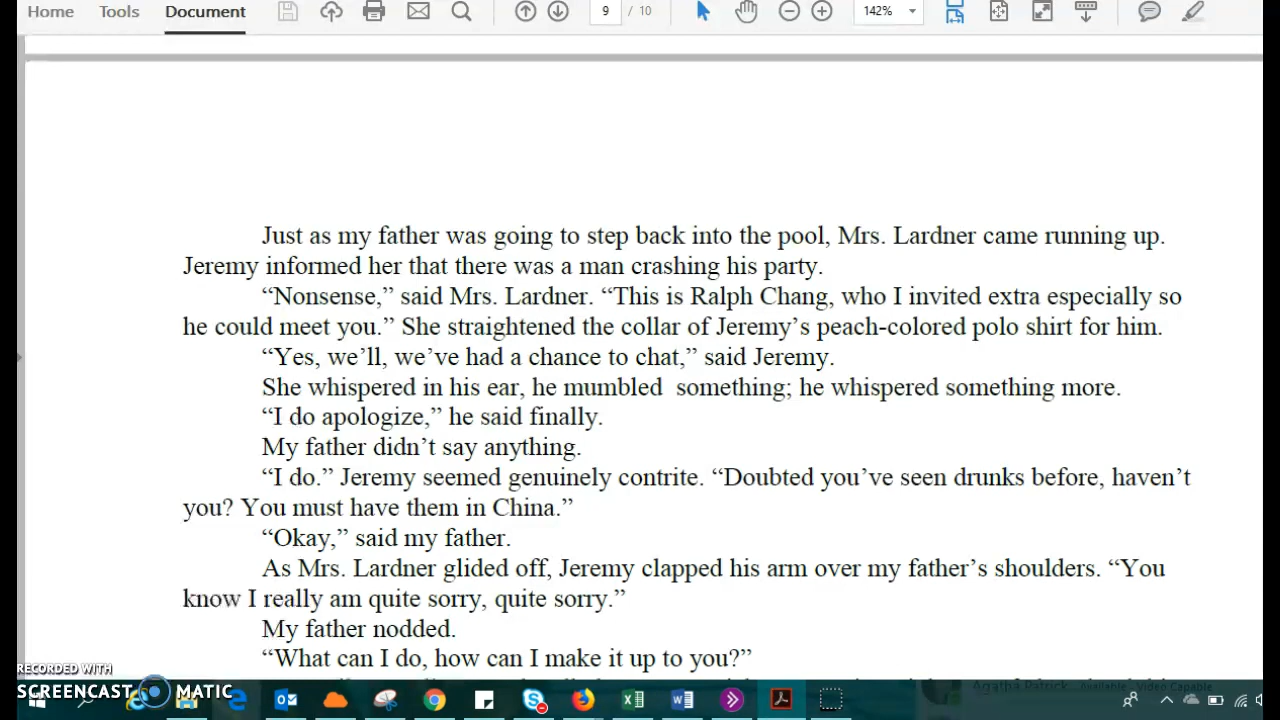 Home Tools Document 9 / 10 142%
Just as my father was going to step back into the pool, Mrs. Lardner came running up.
Jeremy informed her that there was a man crashing his party.
“Nonsense,” said Mrs. Lardner. “This is Ralph Chang, who I invited extra especially so
he could meet you.” She straightened the collar of Jeremy’s peach-colored polo shirt for him.
“Yes, we’ll, we’ve had a chance to chat,” said Jeremy.
She whispered in his ear, he mumbled something; he whispered something more.
“I do apologize,” he said finally.
My father didn’t say anything.
“I do.” Jeremy seemed genuinely contrite. “Doubted you’ve seen drunks before, haven’t
you? You must have them in China.”
“Okay,” said my father.
As Mrs. Lardner glided off, Jeremy clapped his arm over my father’s shoulders. “You
know I really am quite sorry, quite sorry.”
My father nodded.
“What can I do, how can I make it up to you?”
RECORDED WITH
SCREENCAST MATIC
Agatha Patrick Available Video Capable